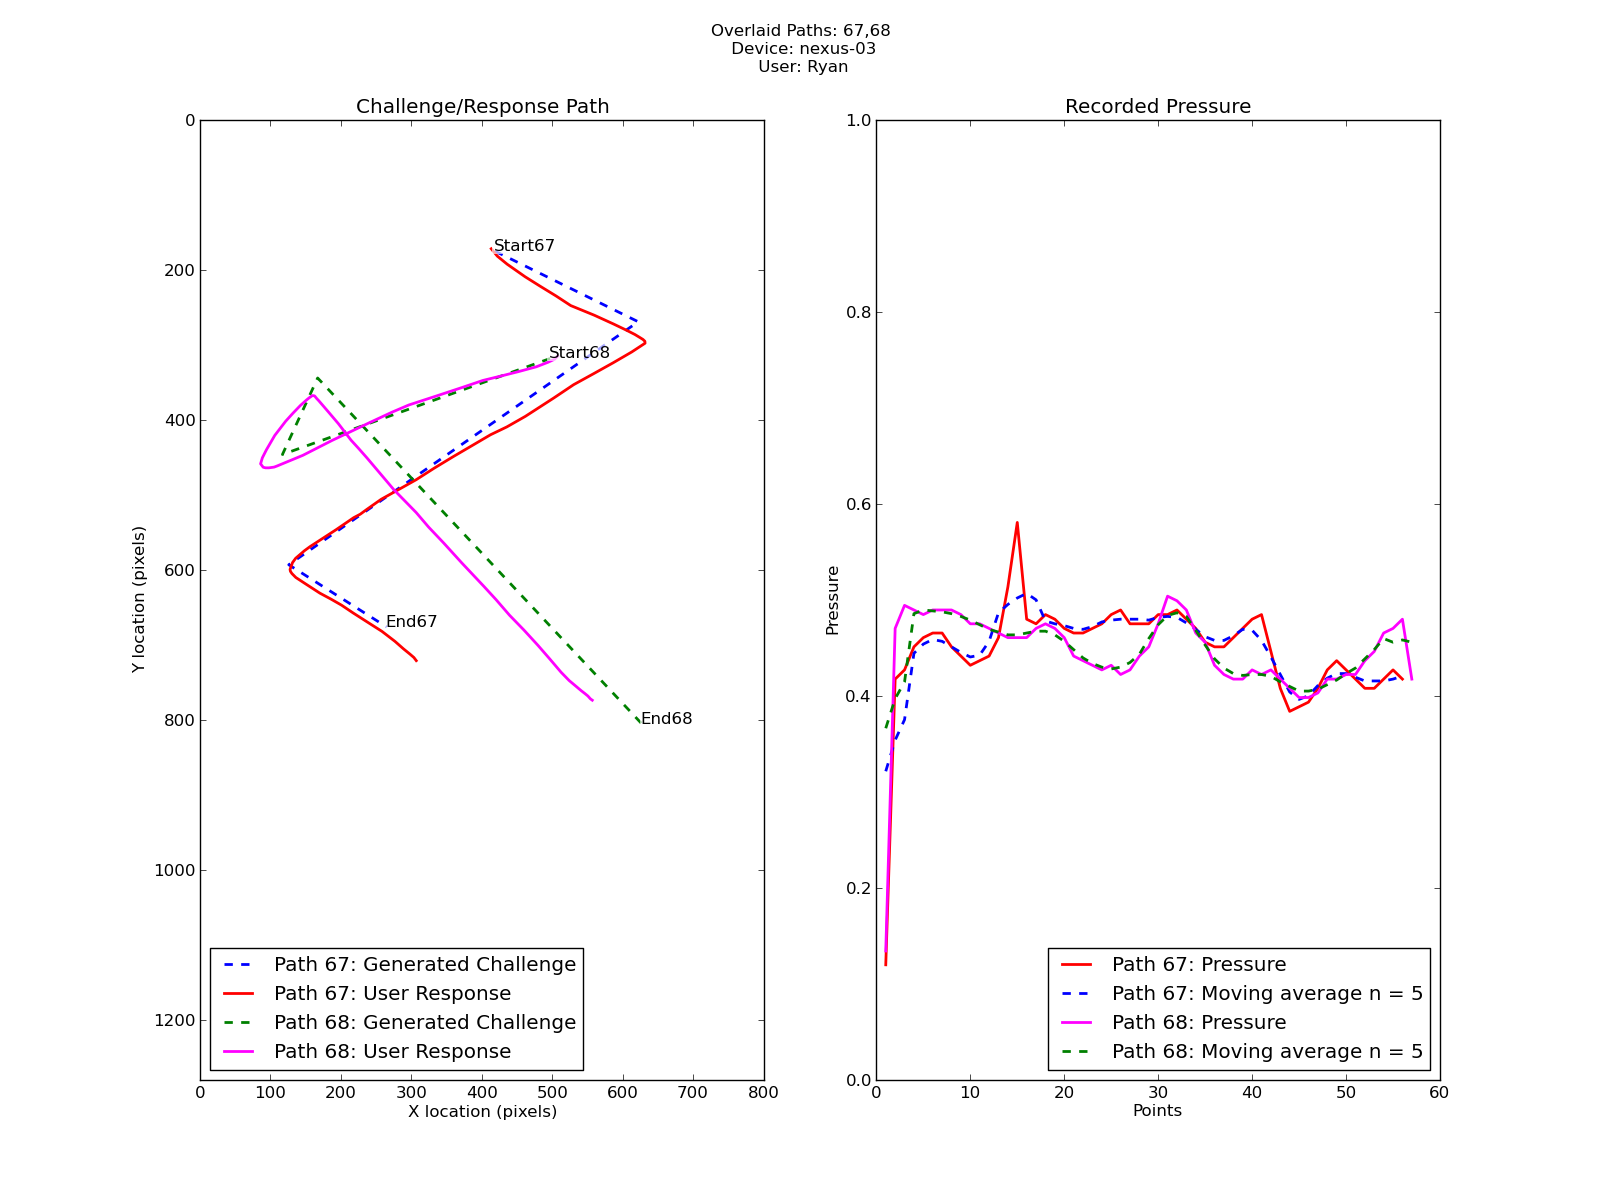 Overlaid Paths: 67,68
Device: nexus-03
User: Ryan
Challenge/Response Path
0
200
400
600
800
1000
1200
Y location (pixels)
Start67
Start68
End67
End68
Path 67: Generated Challenge
Path 67: User Response
Path 68: Generated Challenge
Path 68: User Response
0 100 200 300 400 500 600 700 800
X location (pixels)
Recorded Pressure
1.0
0.8
0.6
0.4
0.2
0.0
Pressure
Path 67: Pressure
Path 67: Moving average n = 5
Path 68: Pressure
Path 68: Moving average n = 5
0 10 20 30 40 50 60
Points